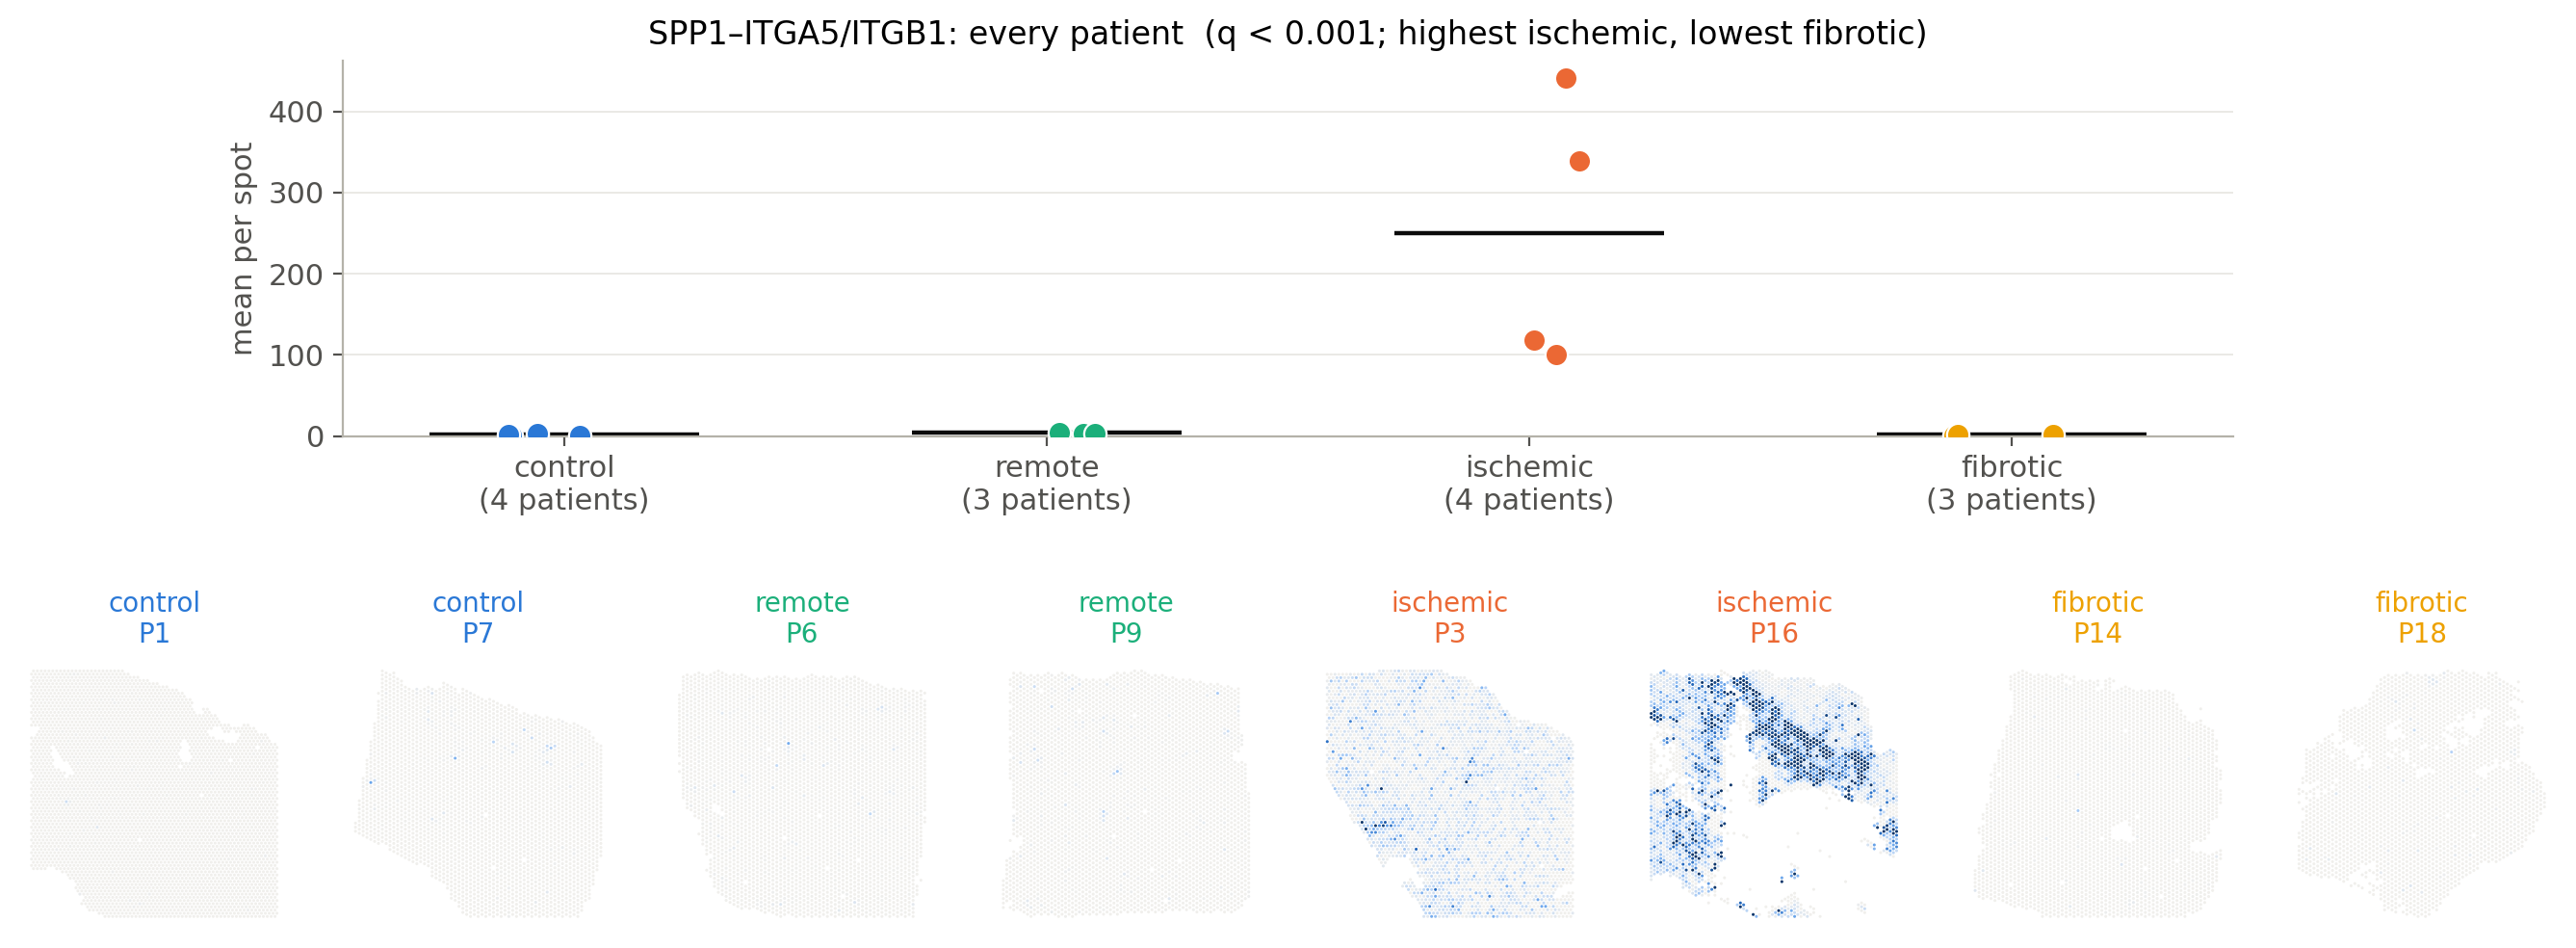 SPP1–ITGA5/ITGB1: every patient  (q < 0.001; highest ischemic, lowest fibrotic)
mean per spot
400
300
200
100
0
control
(4 patients)
remote
(3 patients)
ischemic
(4 patients)
fibrotic
(3 patients)
control
P1
control
P7
remote
P6
remote
P9
ischemic
P3
ischemic
P16
fibrotic
P14
fibrotic
P18